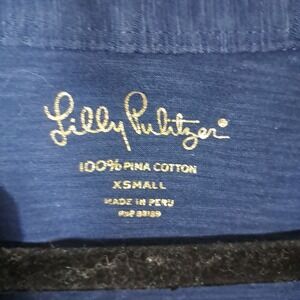 Lilly Pulitzer®
100% PIMA COTTON
XSMALL
MADE IN PERU